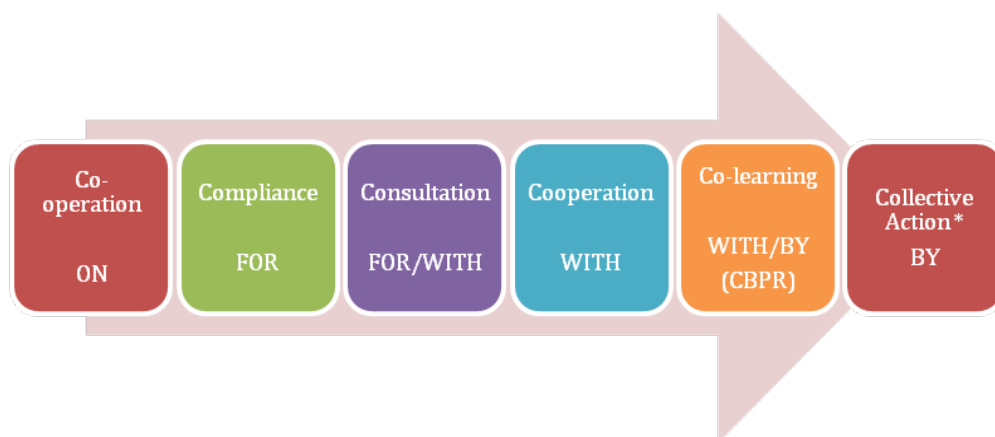 Co-
operation
ON
Compliance
FOR
Consultation
FOR/WITH
Cooperation
WITH
Co-learning
WITH/BY
(CBPR)
Collective
Action*
BY